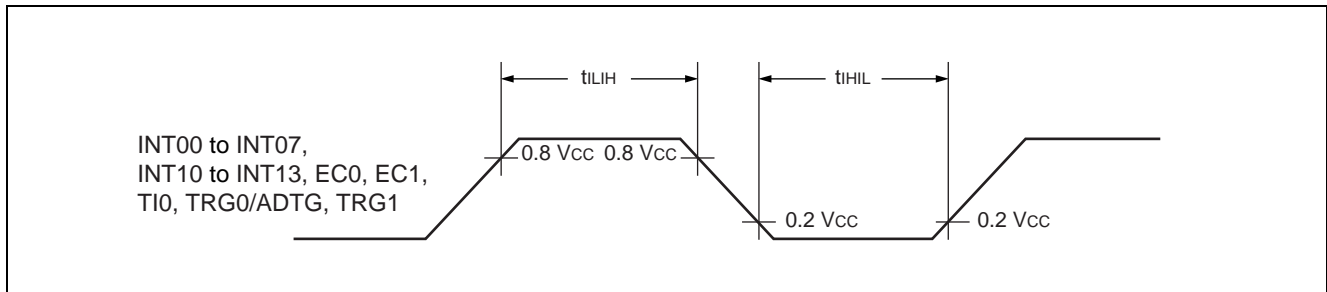 tILIH
tIHIL
INT00 to INT07,
INT10 to INT13, EC0, EC1,
TI0, TRG0/ADTG, TRG1
0.8 VCC 0.8 VCC
0.2 VCC
0.2 VCC